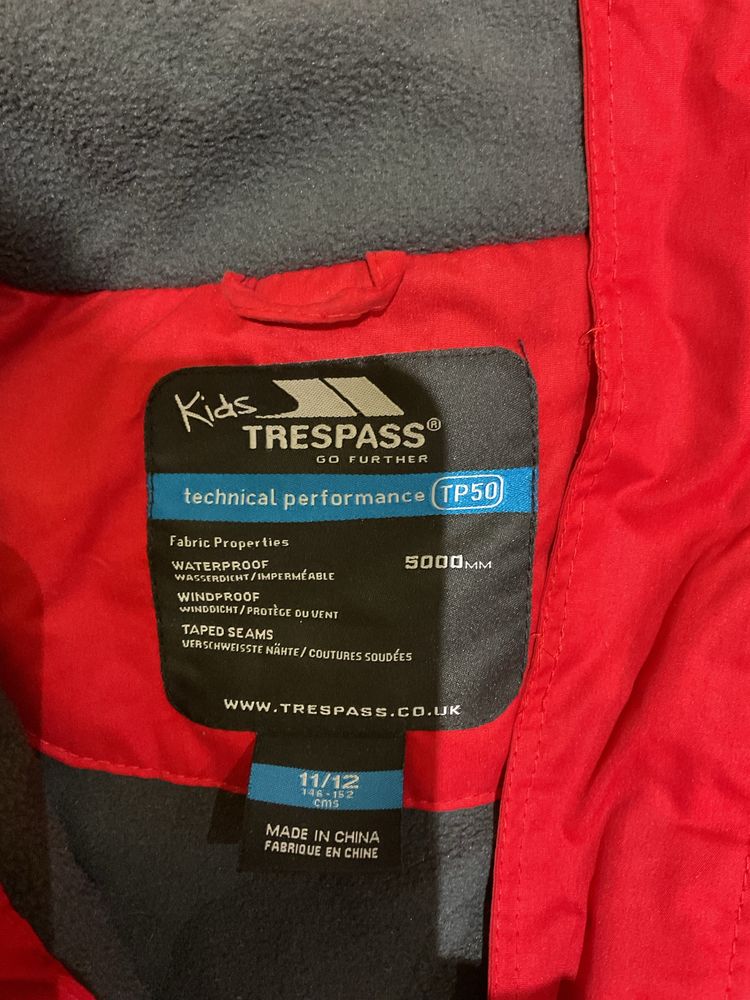 Kids
TRESPASS®
GO FURTHER
technical performance TP50
Fabric Properties
WATERPROOF 5000MM
WASSERDICHT/IMPERMÉABLE
WINDPROOF
WINDDICHT/PROTÈGE DU VENT
TAPED SEAMS
VERSCHWEISSTE NÄHTE/COUTURES SOUDÉES
WWW.TRESPASS.CO.UK
11/12
146-152
cms
MADE IN CHINA
FABRIQUE EN CHINE